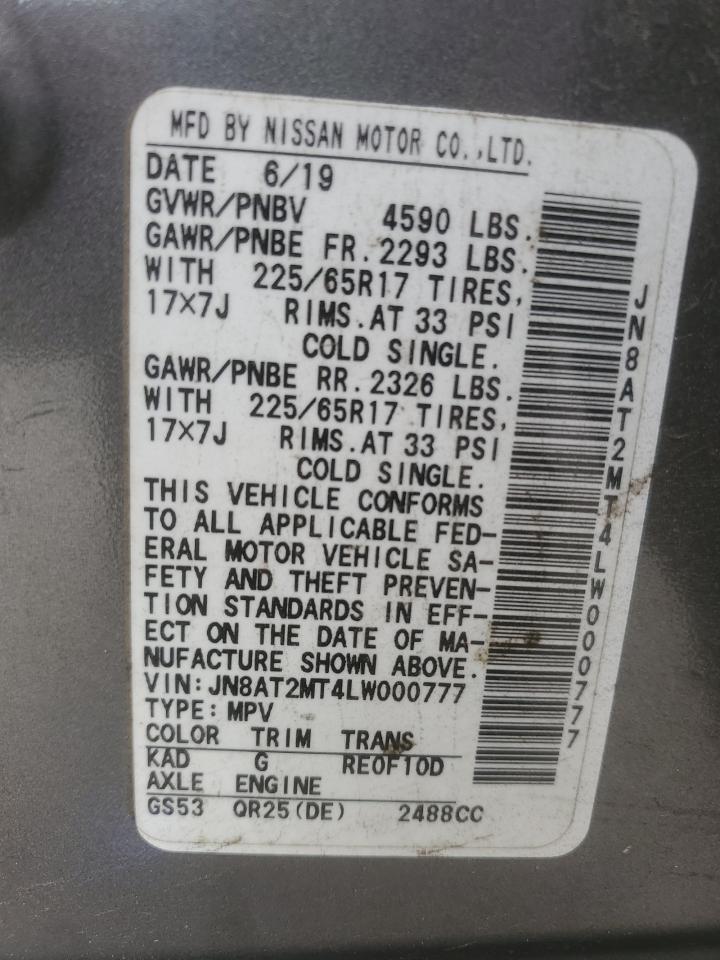 MFD BY NISSAN MOTOR CO.,LTD.
DATE 6/19
GVWR/PNBV 4590 LBS.
GAWR/PNBE FR.2293 LBS.
WITH 225/65R17 TIRES,
17×7J RIMS.AT 33 PSI
COLD SINGLE.
GAWR/PNBE RR.2326 LBS.
WITH 225/65R17 TIRES,
17×7J RIMS.AT 33 PSI
COLD SINGLE.
THIS VEHICLE CONFORMS
TO ALL APPLICABLE FED-
ERAL MOTOR VEHICLE SA-
FETY AND THEFT PREVEN-
TION STANDARDS IN EFF-
ECT ON THE DATE OF MA-
NUFACTURE SHOWN ABOVE.
VIN:JN8AT2MT4LW000777
TYPE:MPV
COLOR TRIM TRANS
KAD G RE0F10D
AXLE ENGINE
GS53 QR25(DE) 2488CC
JN8AT2MT4LW000777